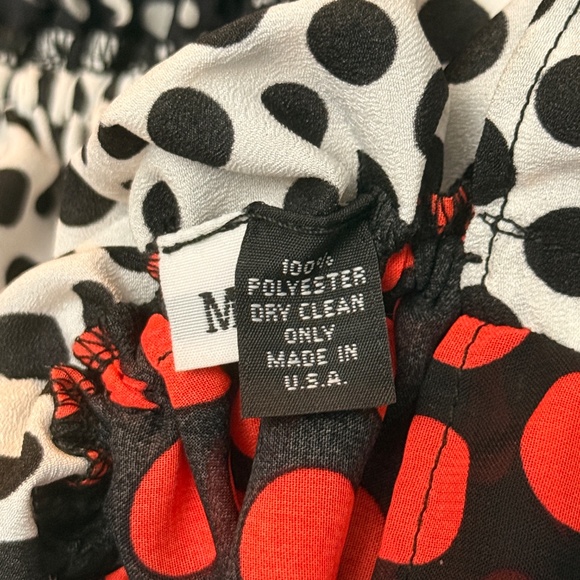 M
100%
POLYESTER
DRY CLEAN
ONLY
MADE IN
U.S.A.